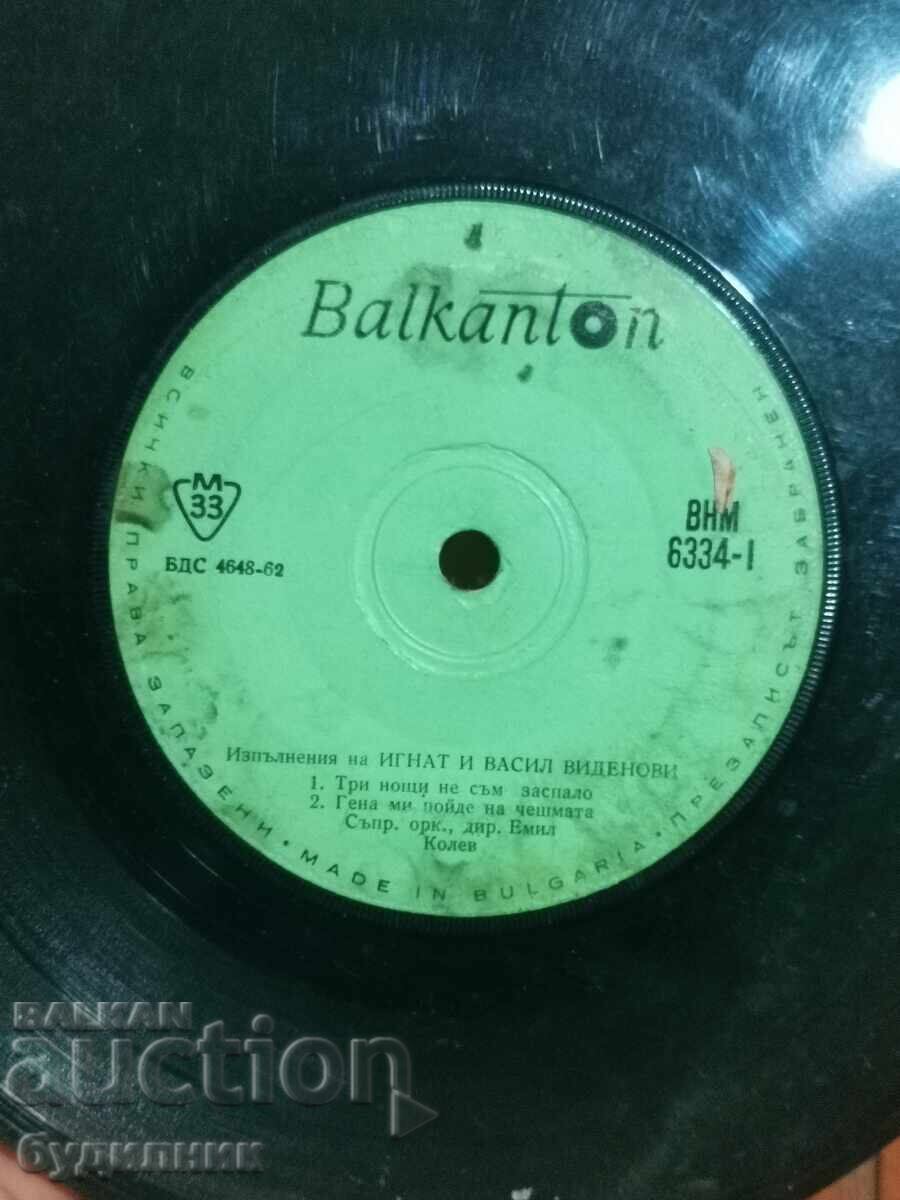 Balkanton
M
33
БДС 4648-62
ВНМ
6334-I
Изпълнения на ИГНАТ И ВАСИЛ ВИДЕНОВИ
1. Три нощи не съм заспало
2. Гена ми пойде на чешмата
Съпр. орк., дир. Емил
Колев
ВСИЧКИ ПРАВА ЗАПАЗЕНИ • MADE IN BULGARIA • ПРЕЗАПИСЪТ ЗАБРАНЕН
BALKAN
auction
будилник